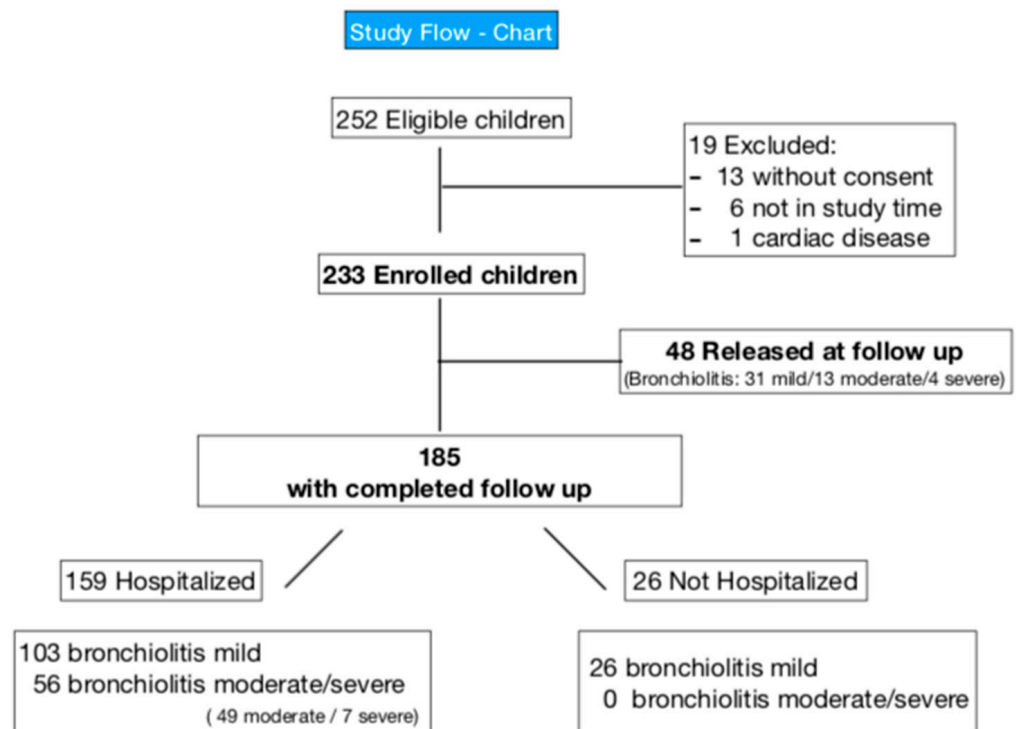 Study Flow - Chart
252 Eligible children
19 Excluded:
- 13 without consent
- 6 not in study time
- 1 cardiac disease
233 Enrolled children
48 Released at follow up
(Bronchiolitis: 31 mild/13 moderate/4 severe)
185
with completed follow up
159 Hospitalized
26 Not Hospitalized
103 bronchiolitis mild
56 bronchiolitis moderate/severe
( 49 moderate / 7 severe)
26 bronchiolitis mild
0 bronchiolitis moderate/severe